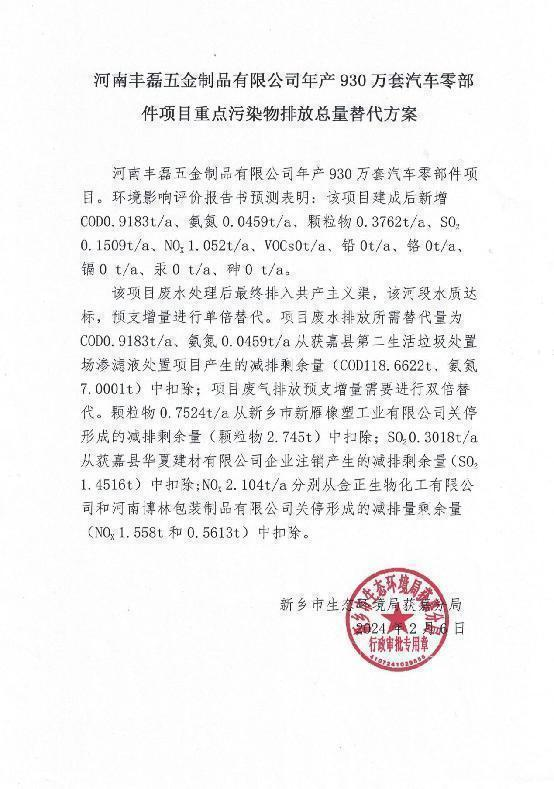 河南丰磊五金制品有限公司年产 930 万套汽车零部
件项目重点污染物排放总量替代方案
河南丰磊五金制品有限公司年产 930 万套汽车零部件项
目。环境影响评价报告书预测表明：该项目建成后新增
COD0.9183t/a、氨氮 0.0459t/a、颗粒物 0.3762t/a、SO₂
0.1509t/a、NOX 1.052t/a、VOCs0t/a、铅 0t/a、铬 0t/a、
镉 0 t/a、汞 0 t/a、砷 0 t/a。
该项目废水处理后最终排入共产主义渠，该河段水质达
标，预支增量进行单倍替代。项目废水排放所需替代量为
COD0.9183t/a、氨氮 0.0459t/a 从获嘉县第二生活垃圾处置
场渗滤液处置项目产生的减排剩余量（COD118.6622t、氨氮
7.0001t）中扣除；项目废气排放预支增量需要进行双倍替
代。颗粒物 0.7524t/a 从新乡市新雁橡塑工业有限公司关停
形成的减排剩余量（颗粒物 2.745t）中扣除；SO₂0.3018t/a
从获嘉县华夏建材有限公司企业注销产生的减排剩余量（SO₂
1.4516t）中扣除;NOX 2.104t/a 分别从金正生物化工有限公
司和河南博林包装制品有限公司关停形成的减排量剩余量
（NOX 1.558t 和 0.5613t）中扣除。
新乡市生态环境局获嘉分局
2024 年 2 月 6 日
新乡市生态环境局获嘉分局
行政审批专用章